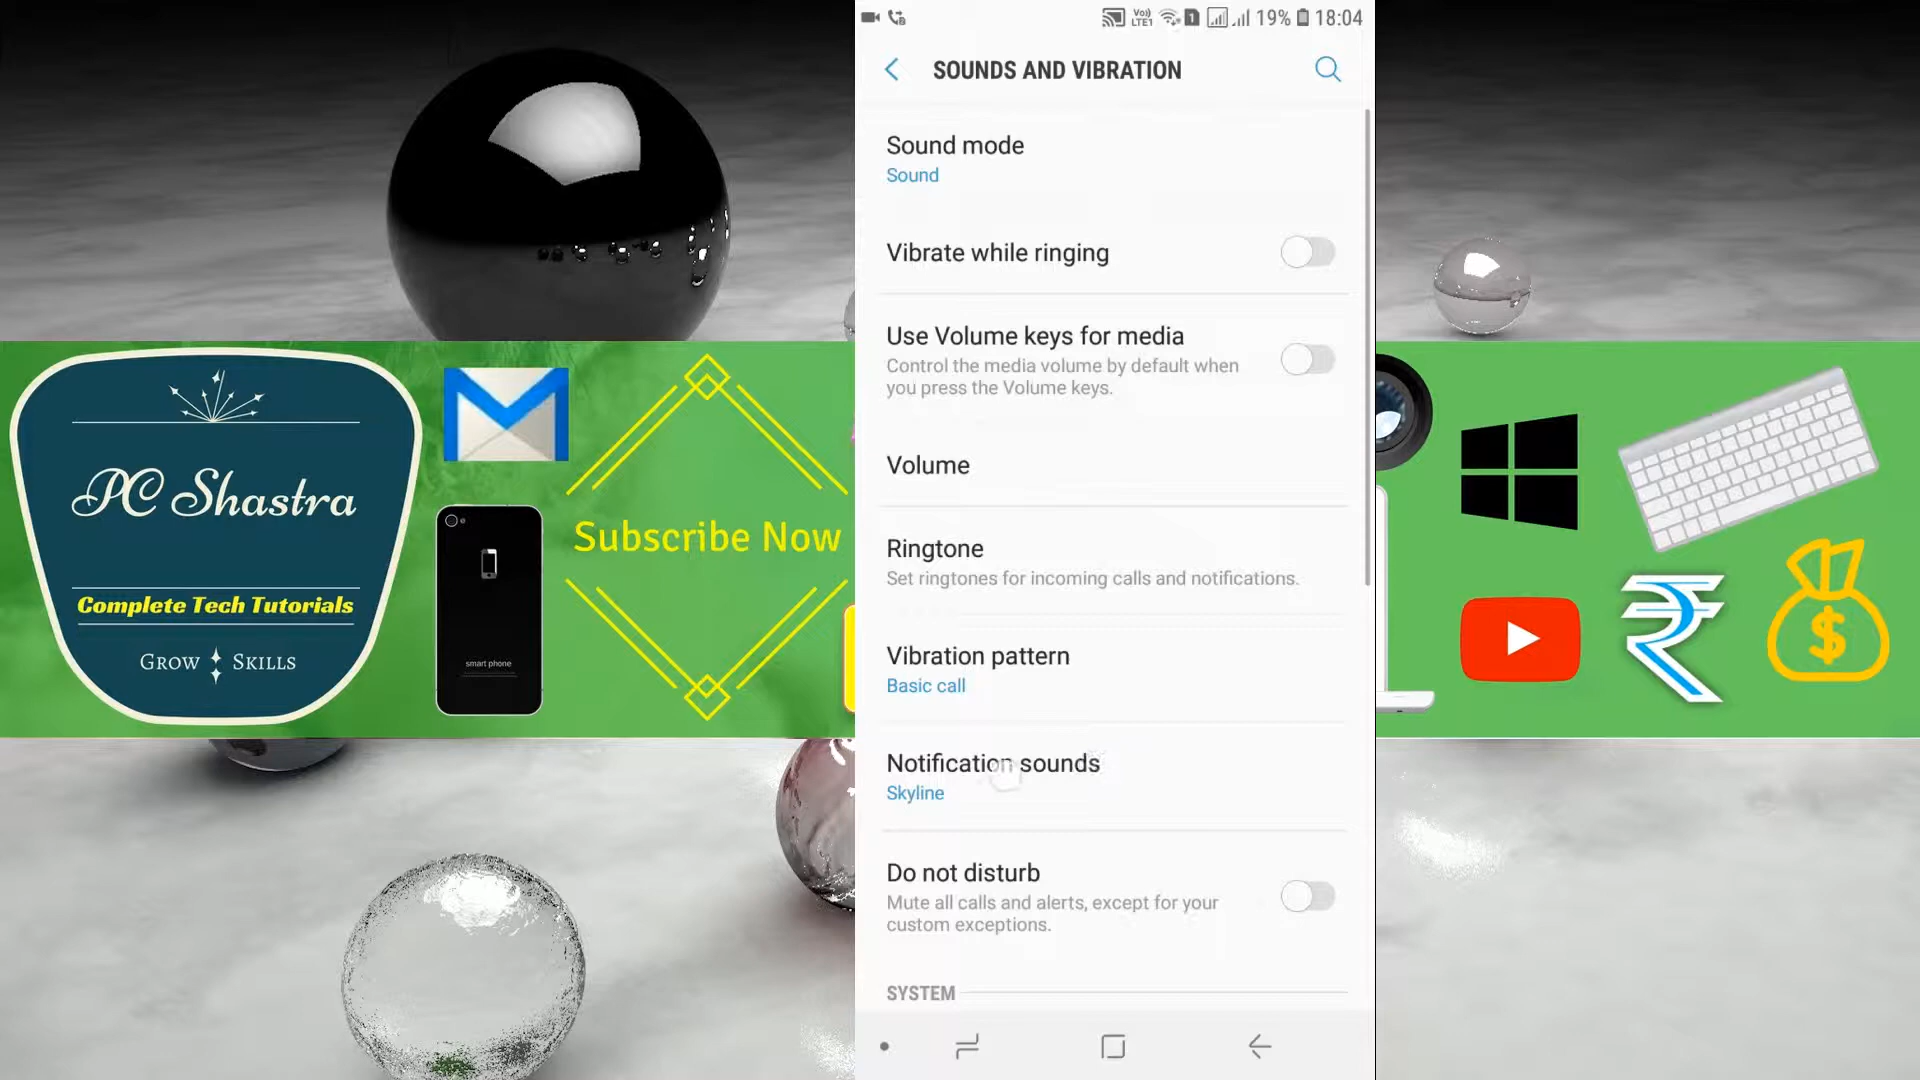 Vo)) LTE1 1 19% 18:04
SOUNDS AND VIBRATION
Sound mode
Sound
Vibrate while ringing
Use Volume keys for media
Control the media volume by default when
you press the Volume keys.
Volume
Ringtone
Set ringtones for incoming calls and notifications.
Vibration pattern
Basic call
Notification sounds
Skyline
Do not disturb
Mute all calls and alerts, except for your
custom exceptions.
SYSTEM
PC Shastra
Complete Tech Tutorials
GROW SKILLS
smart phone
Subscribe Now
₹
$